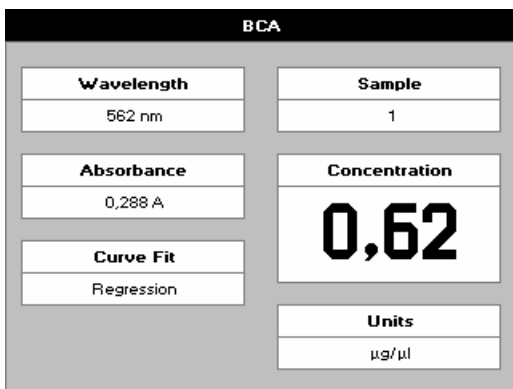 BCA
Wavelength
562 nm
Absorbance
0,288 A
Curve Fit
Regression
Sample
1
Concentration
0,62
Units
µg/µl